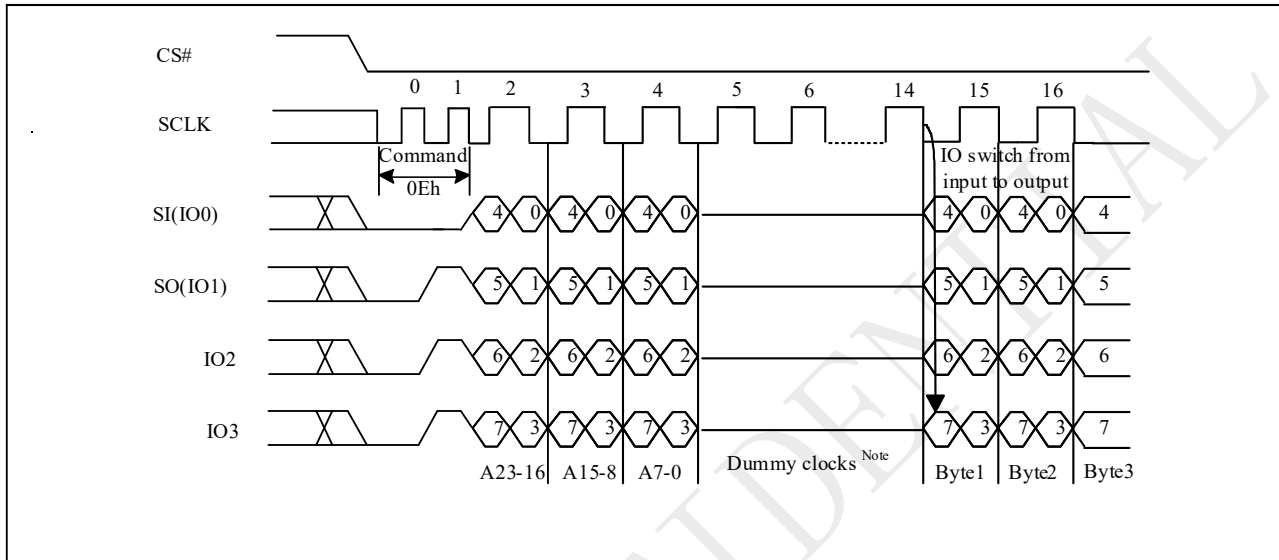 CS#
0 1 2 3 4 5 6 14 15 16
SCLK
Command
0Eh
IO switch from
input to output
SI(IO0) 4 0 4 0 4 0 4 0 4 0 4
SO(IO1) 5 1 5 1 5 1 5 1 5 1 5
IO2 6 2 6 2 6 2 6 2 6 2 6
IO3 7 3 7 3 7 3 7 3 7 3 7
A23-16 A15-8 A7-0 Dummy clocks Note Byte1 Byte2 Byte3